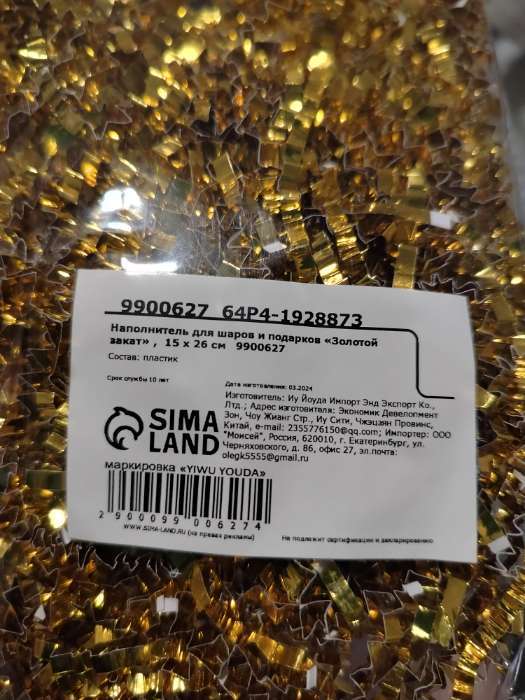 9900627 64P4-1928873
Наполнитель для шаров и подарков «Золотой
закат» , 15 х 26 см 9900627
Состав: пластик
Срок службы 10 лет
Дата изготовления: 03.2024
Изготовитель: Иу Йоуда Импорт Энд Экспорт Ко.,
Лтд.; Адрес изготовителя: Экономик Девелопмент
Зон, Чоу Жианг Стр., Иу Сити, Чжэцзян Провинс,
Китай, e-mail: 2355776150@qq.com; Импортер: ООО
"Моисей", Россия, 620010, г. Екатеринбург, ул.
Черняховского, д. 86, офис 27, эл.почта:
olegk5555@gmail.ru
SIMA
LAND
маркировка «YIWU YOUDA»
2 900099 006274
WWW.SIMA-LAND.RU (на правах рекламы)
Не подлежит сертификации и декларированию